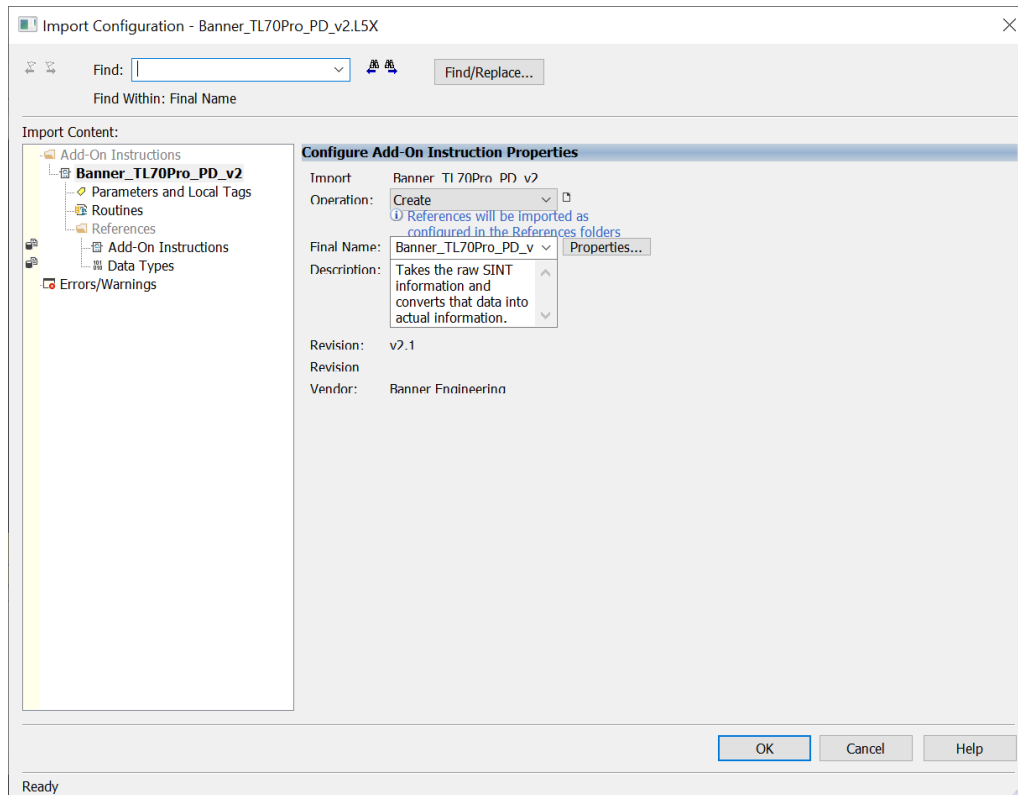 Import Configuration - Banner_TL70Pro_PD_v2.L5X
Find:
Find/Replace...
Find Within: Final Name
Import Content:
Add-On Instructions
Banner_TL70Pro_PD_v2
Parameters and Local Tags
Routines
References
Add-On Instructions
Data Types
Errors/Warnings
Configure Add-On Instruction Properties
Import Banner_TL70Pro_PD_v2
Operation: Create
References will be imported as
configured in the References folders
Final Name: Banner_TL70Pro_PD_v Properties...
Description: Takes the raw SINT
information and
converts that data into
actual information.
Revision: v2.1
Revision
Vendor: Banner Engineering
OK Cancel Help
Ready